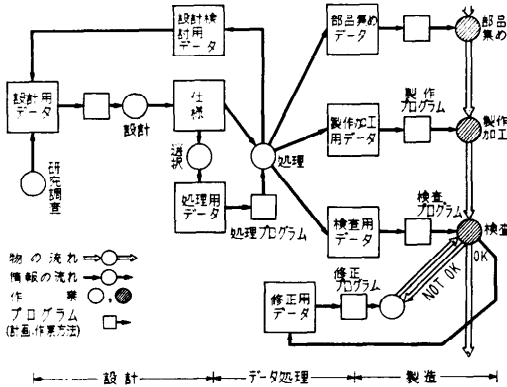 設計検
討用データ
部品集め
データ
部品
集め
設計用
データ
設計
仕
様
選択
処理
処理用
データ
処理プログラム
研究調査
製作加工
用データ
製作
プログラム
製作
加工
検査用
データ
検査
プログラム
検査
OK
NOT OK
修正用
データ
修正
プログラム
物の流れ
情報の流れ
作業
プログラム
(計画,作業方法)
設計
データ処理
製造